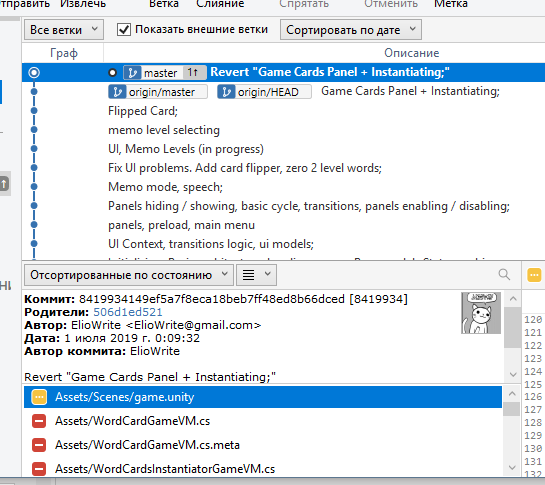 тправить Извлечь Ветка Слияние Спрятать Отменить Метка
Все ветки Показать внешние ветки Сортировать по дате
Граф Описание
master 1↑ Revert "Game Cards Panel + Instantiating;"
origin/master origin/HEAD Game Cards Panel + Instantiating;
Flipped Card;
memo level selecting
UI, Memo Levels (in progress)
Fix UI problems. Add card flipper, zero 2 level words;
Memo mode, speech;
Panels hiding / showing, basic cycle, transitions, panels enabling / disabling;
panels, preload, main menu
UI Context, transitions logic, ui models;
Отсортированные по состоянию
Коммит: 8419934149ef5a7f8eca18beb7ff48ed8b66dced [8419934]
Родители: 506d1ed521
Автор: ElioWrite <ElioWrite@gmail.com>
Дата: 1 июля 2019 г. 0:09:32
Автор коммита: ElioWrite
Revert "Game Cards Panel + Instantiating;"
Assets/Scenes/game.unity
Assets/WordCardGameVM.cs
Assets/WordCardGameVM.cs.meta
Assets/WordCardsInstantiatorGameVM.cs
120
121
122
123
124
125
126
127
128
129
130
131
132